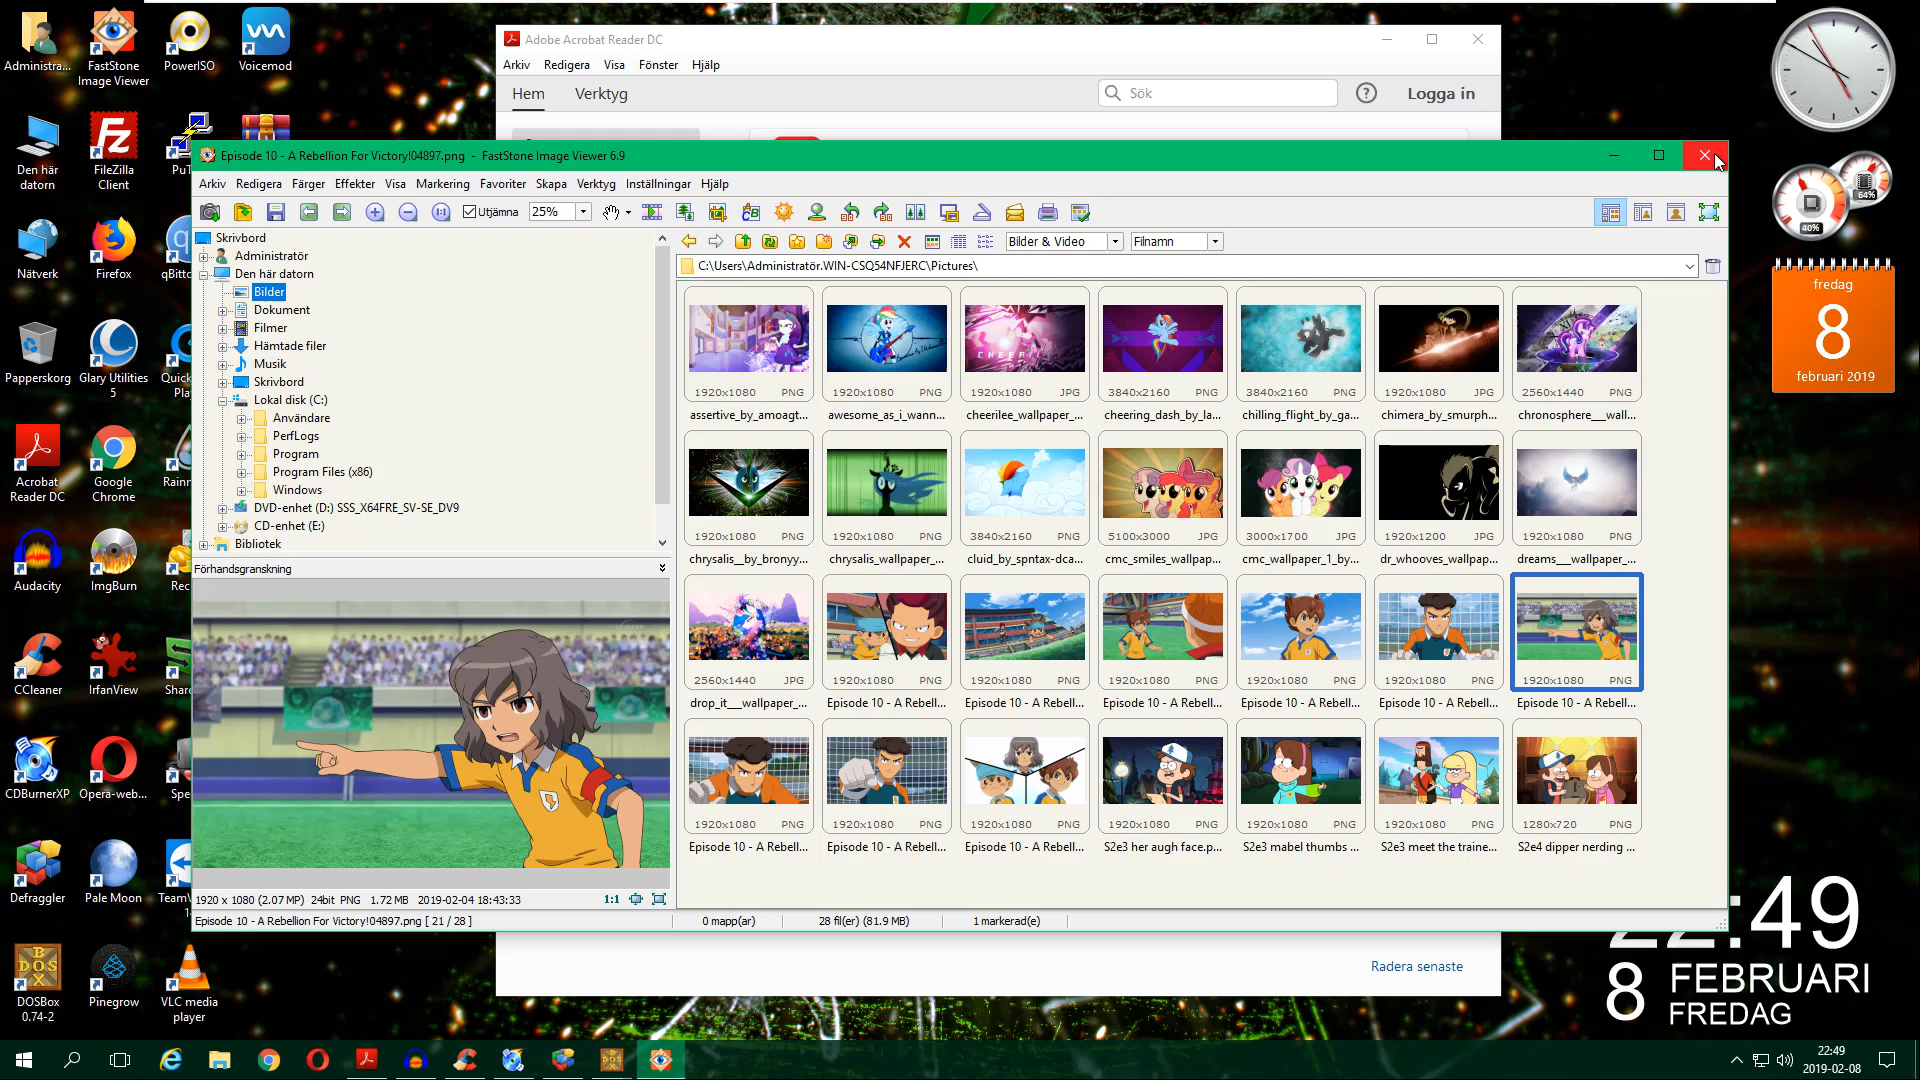 Administra...
FastStone Image Viewer
PowerISO
Voicemod
Den här datorn
FileZilla Client
Nätverk
Firefox
Papperskorg
Glary Utilities 5
Acrobat Reader DC
Google Chrome
Audacity
ImgBurn
CCleaner
IrfanView
CDBurnerXP
Opera-web...
Defraggler
Pale Moon
DOSBox 0.74-2
Pinegrow
VLC media player
Adobe Acrobat Reader DC
Arkiv Redigera Visa Fönster Hjälp
Hem Verktyg Sök Logga in
Episode 10 - A Rebellion For Victory!04897.png - FastStone Image Viewer 6.9
Arkiv Redigera Färger Effekter Visa Markering Favoriter Skapa Verktyg Inställningar Hjälp
Utjämna 25%
Skrivbord
Administratör
Den här datorn
Bilder
Dokument
Filmer
Hämtade filer
Musik
Skrivbord
Lokal disk (C:)
Användare
PerfLogs
Program
Program Files (x86)
Windows
DVD-enhet (D:) SSS_X64FRE_SV-SE_DV9
CD-enhet (E:)
Bibliotek
Förhandsgranskning
1920 x 1080 (2.07 MP) 24bit PNG 1.72 MB 2019-02-04 18:43:33 1:1
Episode 10 - A Rebellion For Victory!04897.png [ 21 / 28 ]
0 mapp(ar) 28 fil(er) (81.9 MB) 1 markerad(e)
Bilder & Video Filnamn
C:\Users\Administratör.WIN-CSQ54NFJERC\Pictures\
1920x1080 PNG 1920x1080 PNG 1920x1080 JPG 3840x2160 PNG 3840x2160 PNG 1920x1080 JPG 2560x1440 PNG
assertive_by_amoagt... awesome_as_i_wann... cheerilee_wallpaper_... cheering_dash_by_la... chilling_flight_by_ga... chimera_by_smurph... chronosphere__wall...
1920x1080 PNG 1920x1080 PNG 3840x2160 PNG 5100x3000 JPG 3000x1700 JPG 1920x1080 PNG 1920x1080 PNG
chrysalis__by_bronyy... chrysalis_wallpaper_... cluid_by_spntax-dca... cmc_smiles_wallpap... cmc_wallpaper_1_by... dr_whooves_wallpap... dreams__wallpaper_...
2560x1440 JPG 1920x1080 PNG 1920x1080 PNG 1920x1080 PNG 1920x1080 PNG 1920x1080 PNG 1920x1080 PNG
drop_it__wallpaper_... Episode 10 - A Rebell... Episode 10 - A Rebell... Episode 10 - A Rebell... Episode 10 - A Rebell... Episode 10 - A Rebell... Episode 10 - A Rebell...
1920x1080 PNG 1920x1080 PNG 1920x1080 PNG 1920x1080 PNG 1920x1080 PNG 1920x1080 PNG 1280x720 PNG
Episode 10 - A Rebell... Episode 10 - A Rebell... Episode 10 - A Rebell... S2e3 her augh face.p... S2e3 mabel thumbs ... S2e3 meet the traine... S2e4 dipper nerding ...
Radera senaste
64%
40%
fredag
8
februari 2019
:49
8 FEBRUARI
FREDAG
22:49
2019-02-08